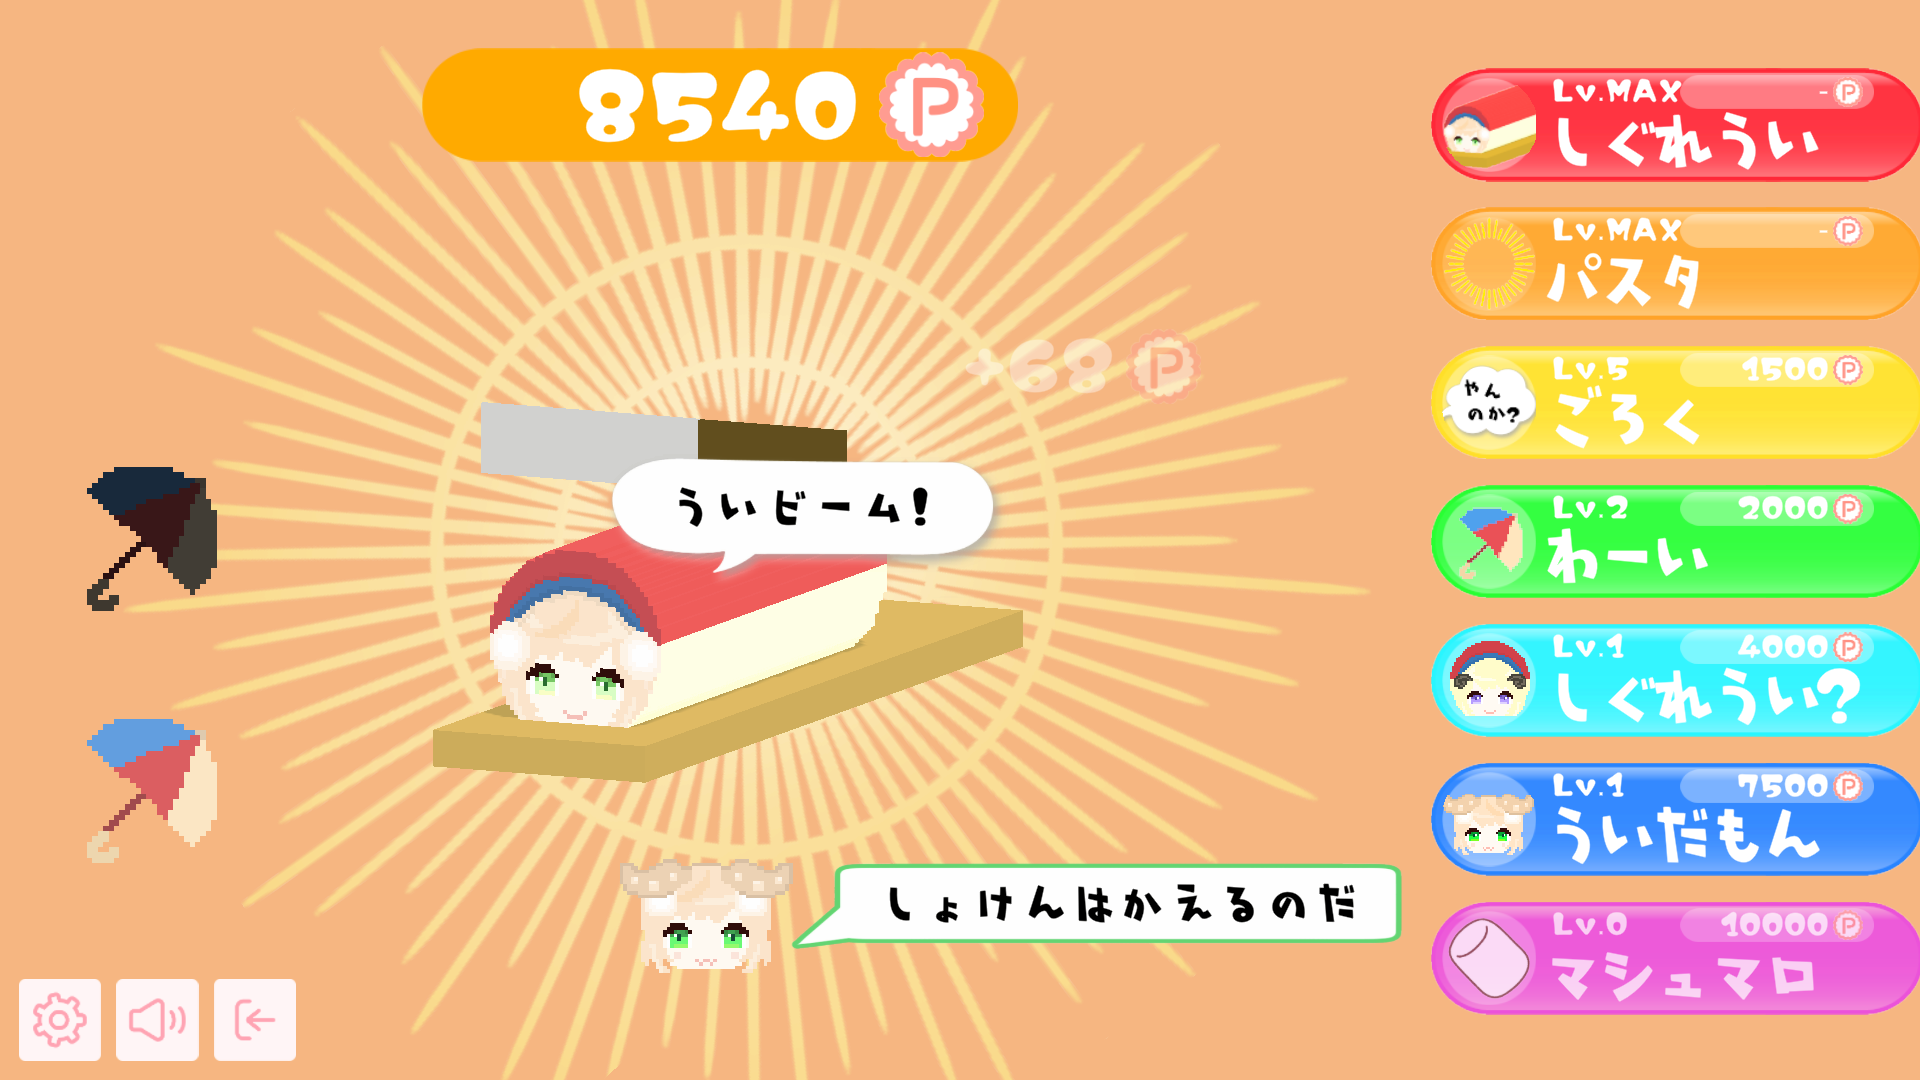 8540 P
+68 P
ういビーム!
しょけんはかえるのだ
Lv.MAX - P
しぐれうい
Lv.MAX - P
パスタ
やん
のか?
Lv.5 1500 P
ごろく
Lv.2 2000 P
わーい
Lv.1 4000 P
しぐれうい?
Lv.1 7500 P
ういだもん
Lv.0 10000 P
マシュマロ